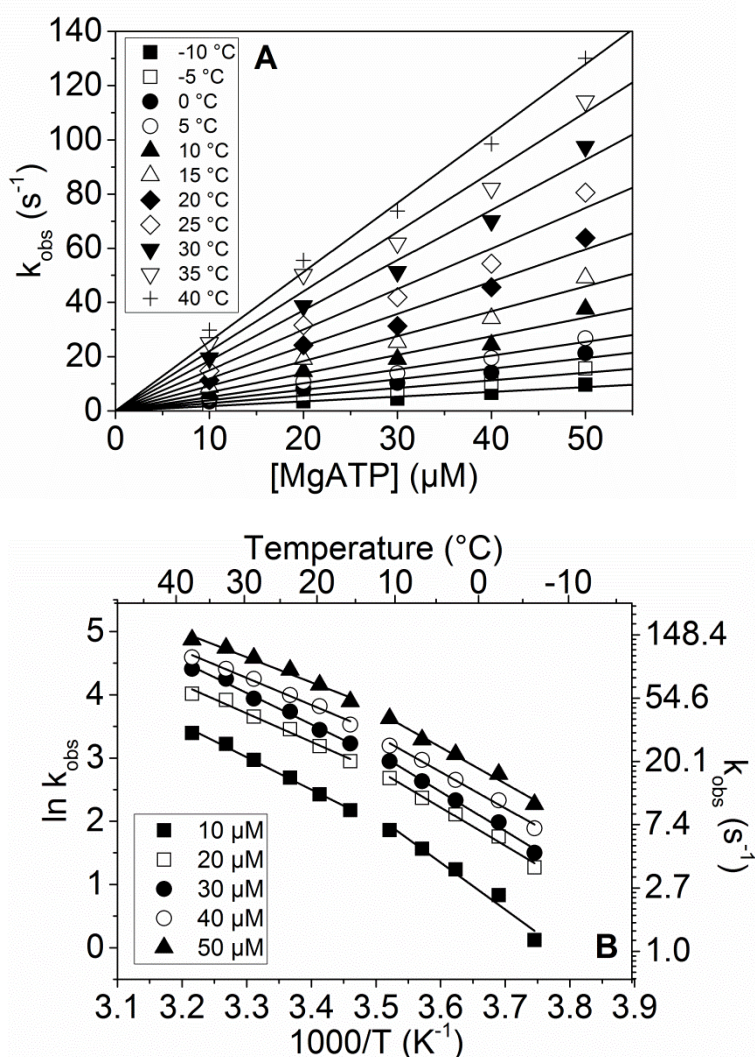 140
120
100
80
60
40
20
0
k_obs (s⁻¹)
-10 °C
-5 °C
0 °C
5 °C
10 °C
15 °C
20 °C
25 °C
30 °C
35 °C
40 °C
A
0 10 20 30 40 50
[MgATP] (µM)
Temperature (°C)
40 30 20 10 0 -10
5
4
3
2
1
0
ln k_obs
148.4
54.6
20.1
7.4
2.7
1.0
k_obs (s⁻¹)
10 µM
20 µM
30 µM
40 µM
50 µM
B
3.1 3.2 3.3 3.4 3.5 3.6 3.7 3.8 3.9
1000/T (K⁻¹)